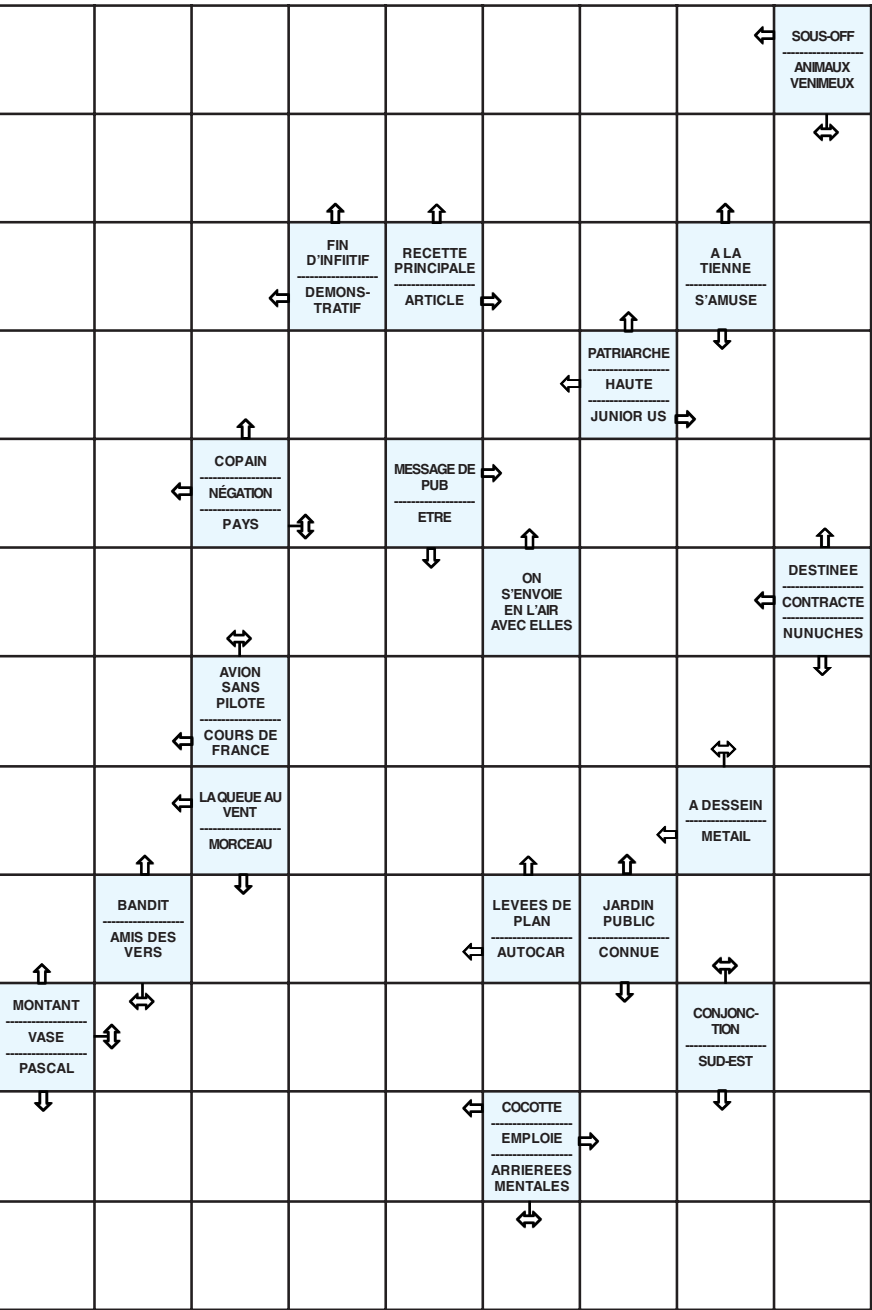 SOUS-OFF
ANIMAUX
VENIMEUX
FIN
D'INFIITIF
DEMONS-
TRATIF
RECETTE
PRINCIPALE
ARTICLE
A LA
TIENNE
S'AMUSE
PATRIARCHE
HAUTE
JUNIOR US
COPAIN
NÉGATION
PAYS
MESSAGE DE
PUB
ETRE
ON
S'ENVOIE
EN L'AIR
AVEC ELLES
DESTINEE
CONTRACTE
NUNUCHES
AVION
SANS
PILOTE
COURS DE
FRANCE
LA QUEUE AU
VENT
MORCEAU
A DESSEIN
METAIL
BANDIT
AMIS DES
VERS
LEVEES DE
PLAN
AUTOCAR
JARDIN
PUBLIC
CONNUE
MONTANT
VASE
PASCAL
CONJONC-
TION
SUD-EST
COCOTTE
EMPLOIE
ARRIEREES
MENTALES